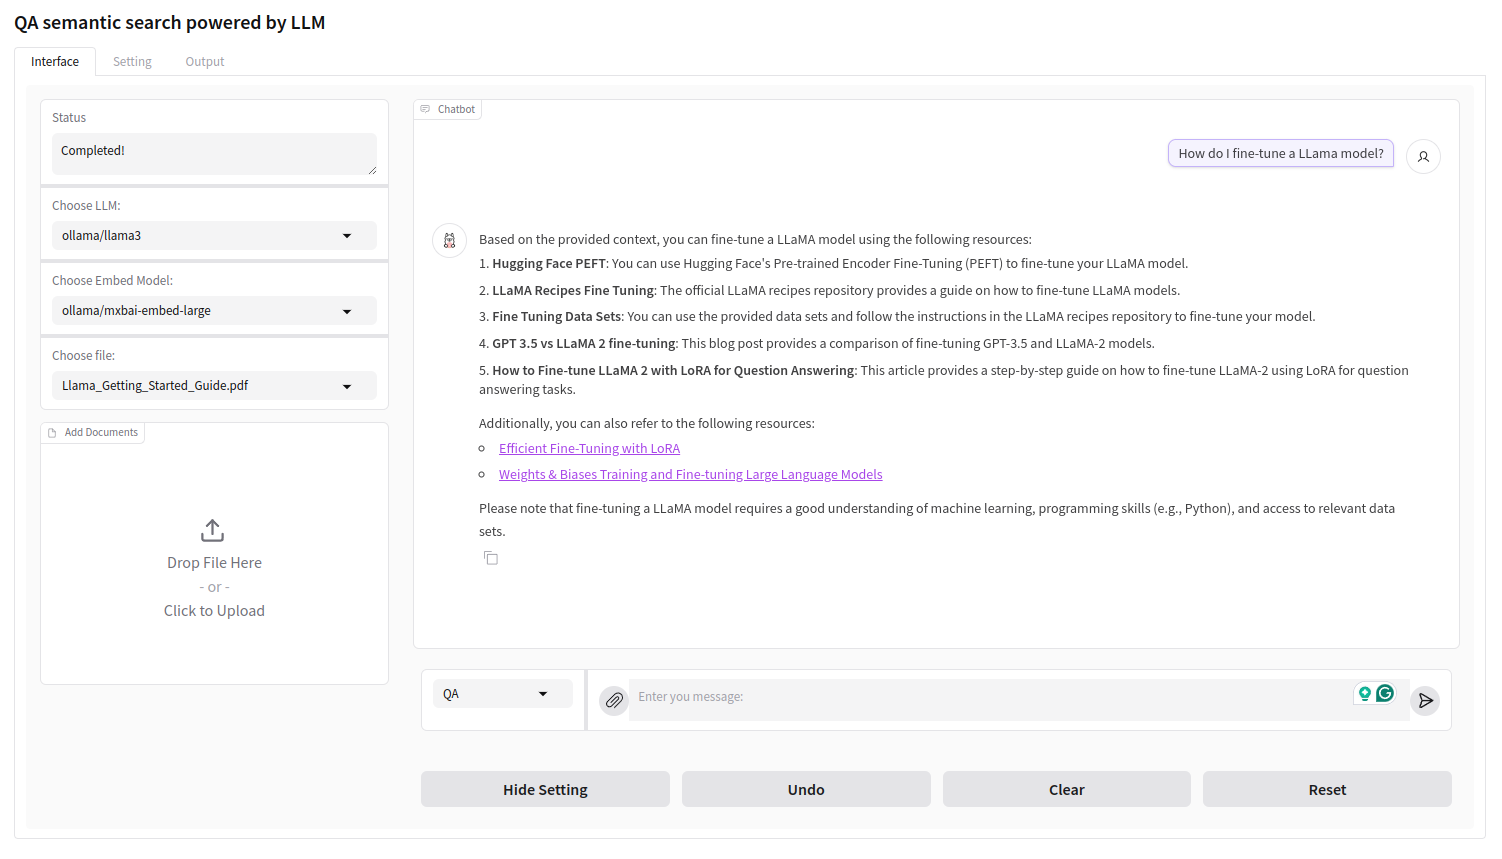 QA semantic search powered by LLM
Interface
Setting
Output
Status
Completed!
Choose LLM:
ollama/llama3
Choose Embed Model:
ollama/mxbai-embed-large
Choose file:
Llama_Getting_Started_Guide.pdf
Add Documents
Drop File Here
- or -
Click to Upload
Chatbot
How do I fine-tune a LLama model?
Based on the provided context, you can fine-tune a LLaMA model using the following resources:
1. Hugging Face PEFT: You can use Hugging Face's Pre-trained Encoder Fine-Tuning (PEFT) to fine-tune your LLaMA model.
2. LLaMA Recipes Fine Tuning: The official LLaMA recipes repository provides a guide on how to fine-tune LLaMA models.
3. Fine Tuning Data Sets: You can use the provided data sets and follow the instructions in the LLaMA recipes repository to fine-tune your model.
4. GPT 3.5 vs LLaMA 2 fine-tuning: This blog post provides a comparison of fine-tuning GPT-3.5 and LLaMA-2 models.
5. How to Fine-tune LLaMA 2 with LoRA for Question Answering: This article provides a step-by-step guide on how to fine-tune LLaMA-2 using LoRA for question
answering tasks.
Additionally, you can also refer to the following resources:
Efficient Fine-Tuning with LoRA
Weights & Biases Training and Fine-tuning Large Language Models
Please note that fine-tuning a LLaMA model requires a good understanding of machine learning, programming skills (e.g., Python), and access to relevant data
sets.
QA
Enter you message:
Hide Setting
Undo
Clear
Reset